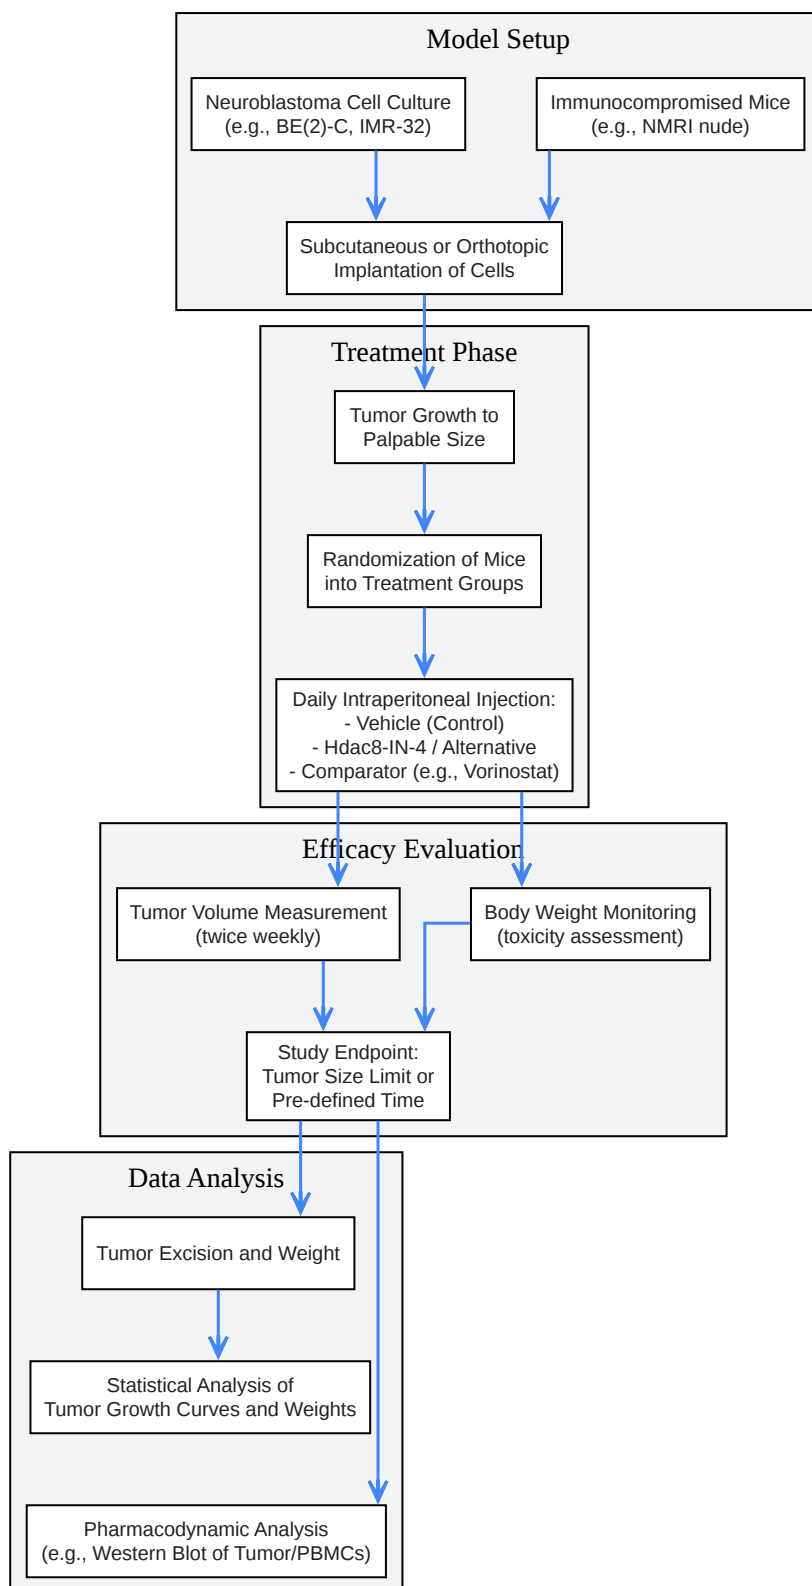 Model Setup
Neuroblastoma Cell Culture
(e.g., BE(2)-C, IMR-32)
Immunocompromised Mice
(e.g., NMRI nude)
Subcutaneous or Orthotopic
Implantation of Cells
Treatment Phase
Tumor Growth to
Palpable Size
Randomization of Mice
into Treatment Groups
Daily Intraperitoneal Injection:
- Vehicle (Control)
- Hdac8-IN-4 / Alternative
- Comparator (e.g., Vorinostat)
Efficacy Evaluation
Tumor Volume Measurement
(twice weekly)
Body Weight Monitoring
(toxicity assessment)
Study Endpoint:
Tumor Size Limit or
Pre-defined Time
Data Analysis
Tumor Excision and Weight
Statistical Analysis of
Tumor Growth Curves and Weights
Pharmacodynamic Analysis
(e.g., Western Blot of Tumor/PBMCs)